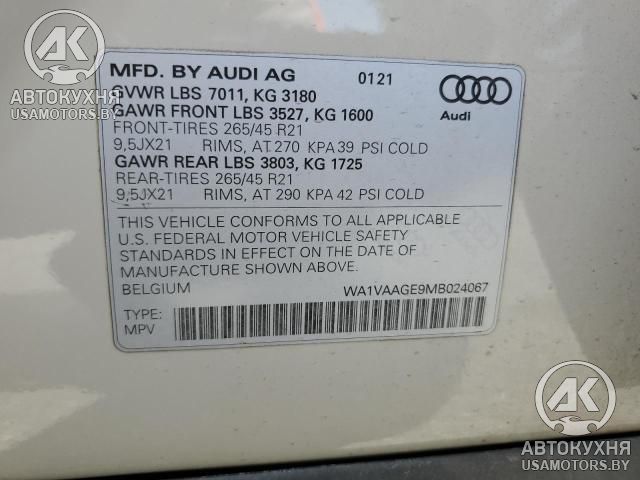 AK
АВТОКУХНЯ
USAMOTORS.BY
MFD. BY AUDI AG 01 21
GVWR LBS 7011, KG 3180
GAWR FRONT LBS 3527, KG 1600
FRONT-TIRES 265/45 R21
9,5JX21 RIMS, AT 270 KPA 39 PSI COLD
GAWR REAR LBS 3803, KG 1725
REAR-TIRES 265/45 R21
9,5JX21 RIMS, AT 290 KPA 42 PSI COLD
Audi
THIS VEHICLE CONFORMS TO ALL APPLICABLE
U.S. FEDERAL MOTOR VEHICLE SAFETY
STANDARDS IN EFFECT ON THE DATE OF
MANUFACTURE SHOWN ABOVE.
BELGIUM WA1VAAGE9MB024067
TYPE:
MPV
AK
АВТОКУХНЯ
USAMOTORS.BY